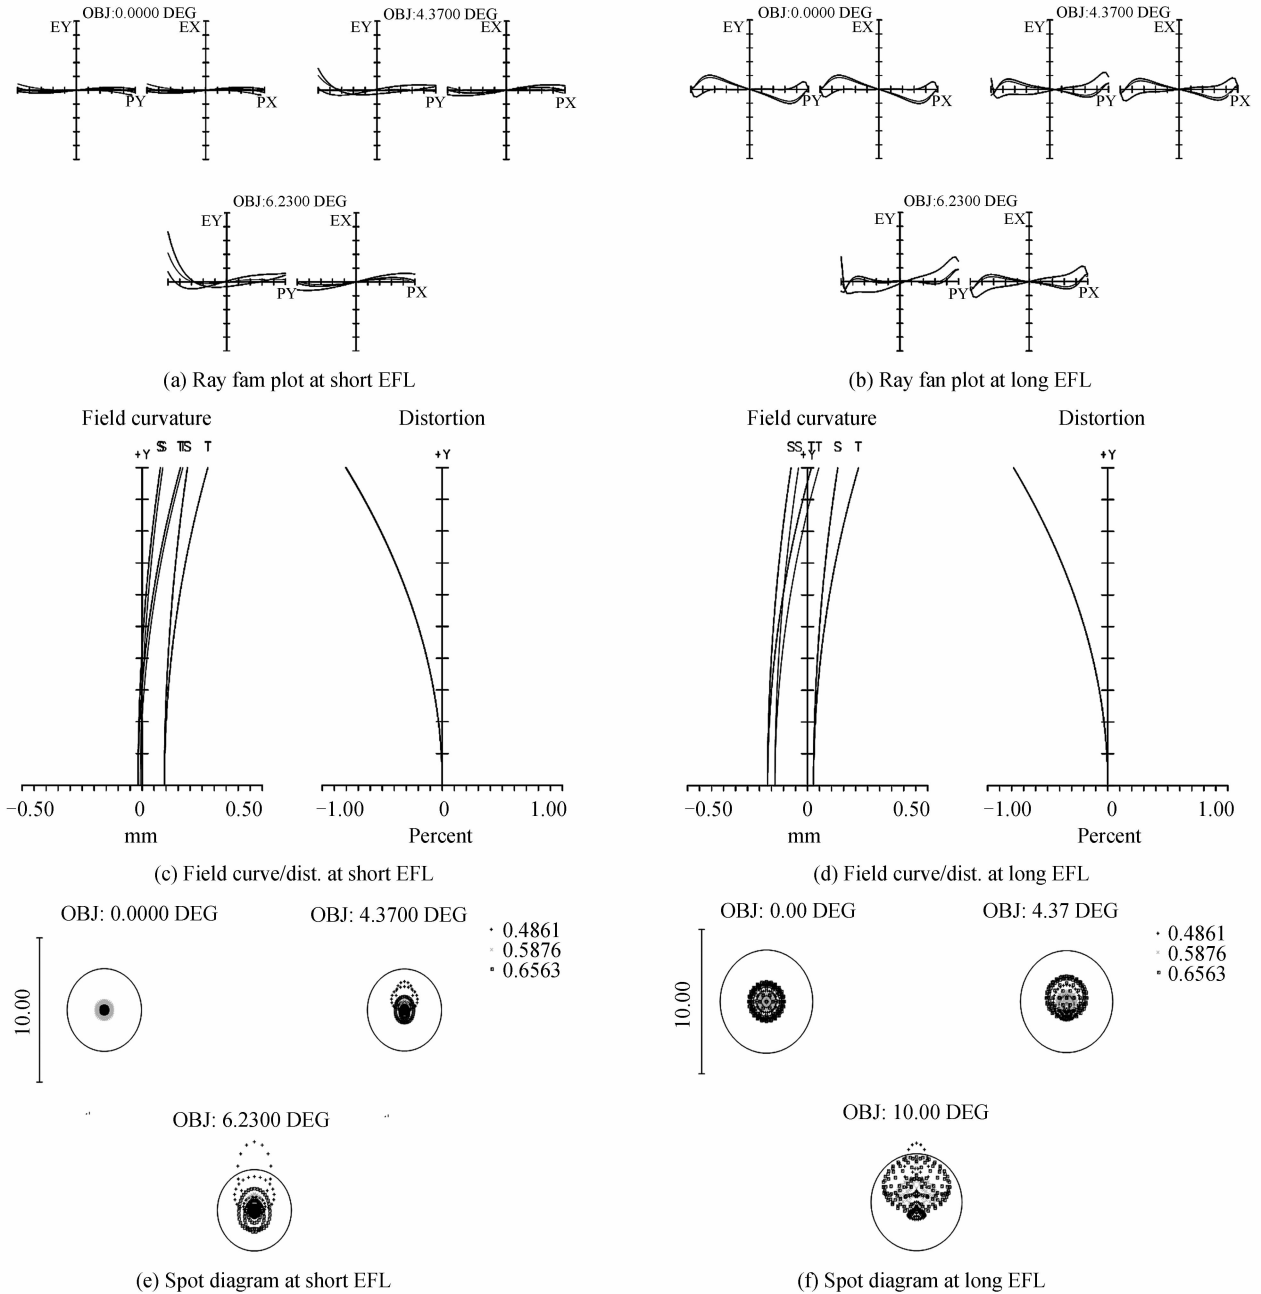 OBJ:0.0000 DEG
EY EX
PY PX
OBJ:4.3700 DEG
EY EX
PY PX
OBJ:6.2300 DEG
EY EX
PY PX
(a) Ray fam plot at short EFL
OBJ:0.0000 DEG
EY EX
PY PX
OBJ:4.3700 DEG
EY EX
PY PX
OBJ:6.2300 DEG
EY EX
PY PX
(b) Ray fan plot at long EFL
Field curvature Distortion
+Y SS TTS T +Y
−0.50 0 0.50 −1.00 0 1.00
mm Percent
(c) Field curve/dist. at short EFL
Field curvature Distortion
SS +Y TT S T +Y
−0.50 0 0.50 −1.00 0 1.00
mm Percent
(d) Field curve/dist. at long EFL
OBJ: 0.0000 DEG OBJ: 4.3700 DEG
0.4861
0.5876
0.6563
10.00
OBJ: 6.2300 DEG
(e) Spot diagram at short EFL
OBJ: 0.00 DEG OBJ: 4.37 DEG
0.4861
0.5876
0.6563
10.00
OBJ: 10.00 DEG
(f) Spot diagram at long EFL